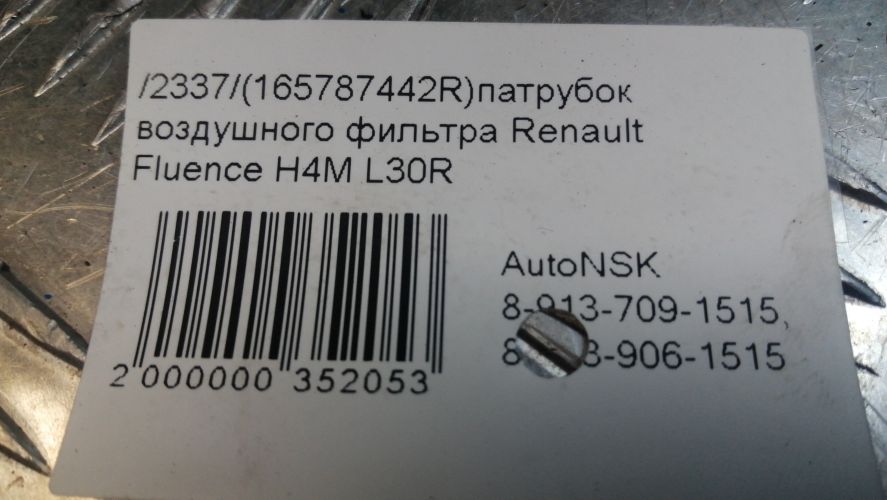 /2337/(165787442R)патрубок
воздушного фильтра Renault
Fluence H4M L30R
AutoNSK
8-913-709-1515,
2 000000 352053